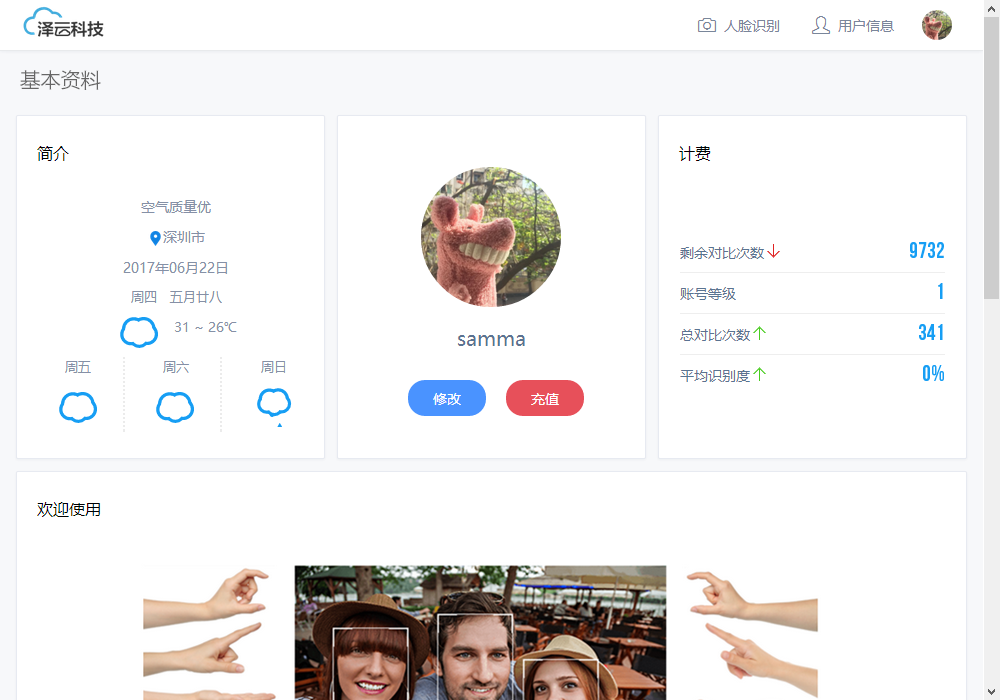 泽云科技
人脸识别
用户信息
基本资料
简介
空气质量优
深圳市
2017年06月22日
周四 五月廿八
31 ~ 26℃
周五
周六
周日
samma
修改
充值
计费
剩余对比次数 9732
账号等级 1
总对比次数 341
平均识别度 0%
欢迎使用